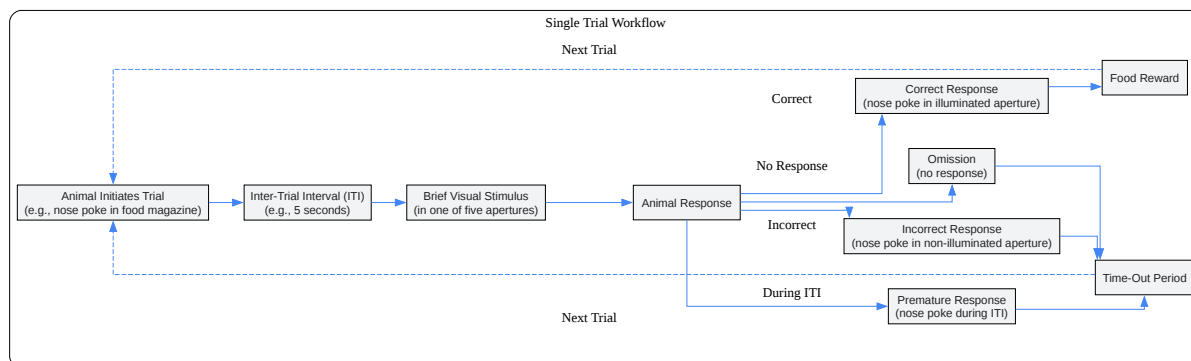 Single Trial Workflow
Next Trial
Food Reward
Correct
Correct Response
(nose poke in illuminated aperture)
No Response
Omission
(no response)
Animal Initiates Trial
(e.g., nose poke in food magazine)
Inter-Trial Interval (ITI)
(e.g., 5 seconds)
Brief Visual Stimulus
(in one of five apertures)
Animal Response
Incorrect
Incorrect Response
(nose poke in non-illuminated aperture)
Time-Out Period
During ITI
Premature Response
(nose poke during ITI)
Next Trial